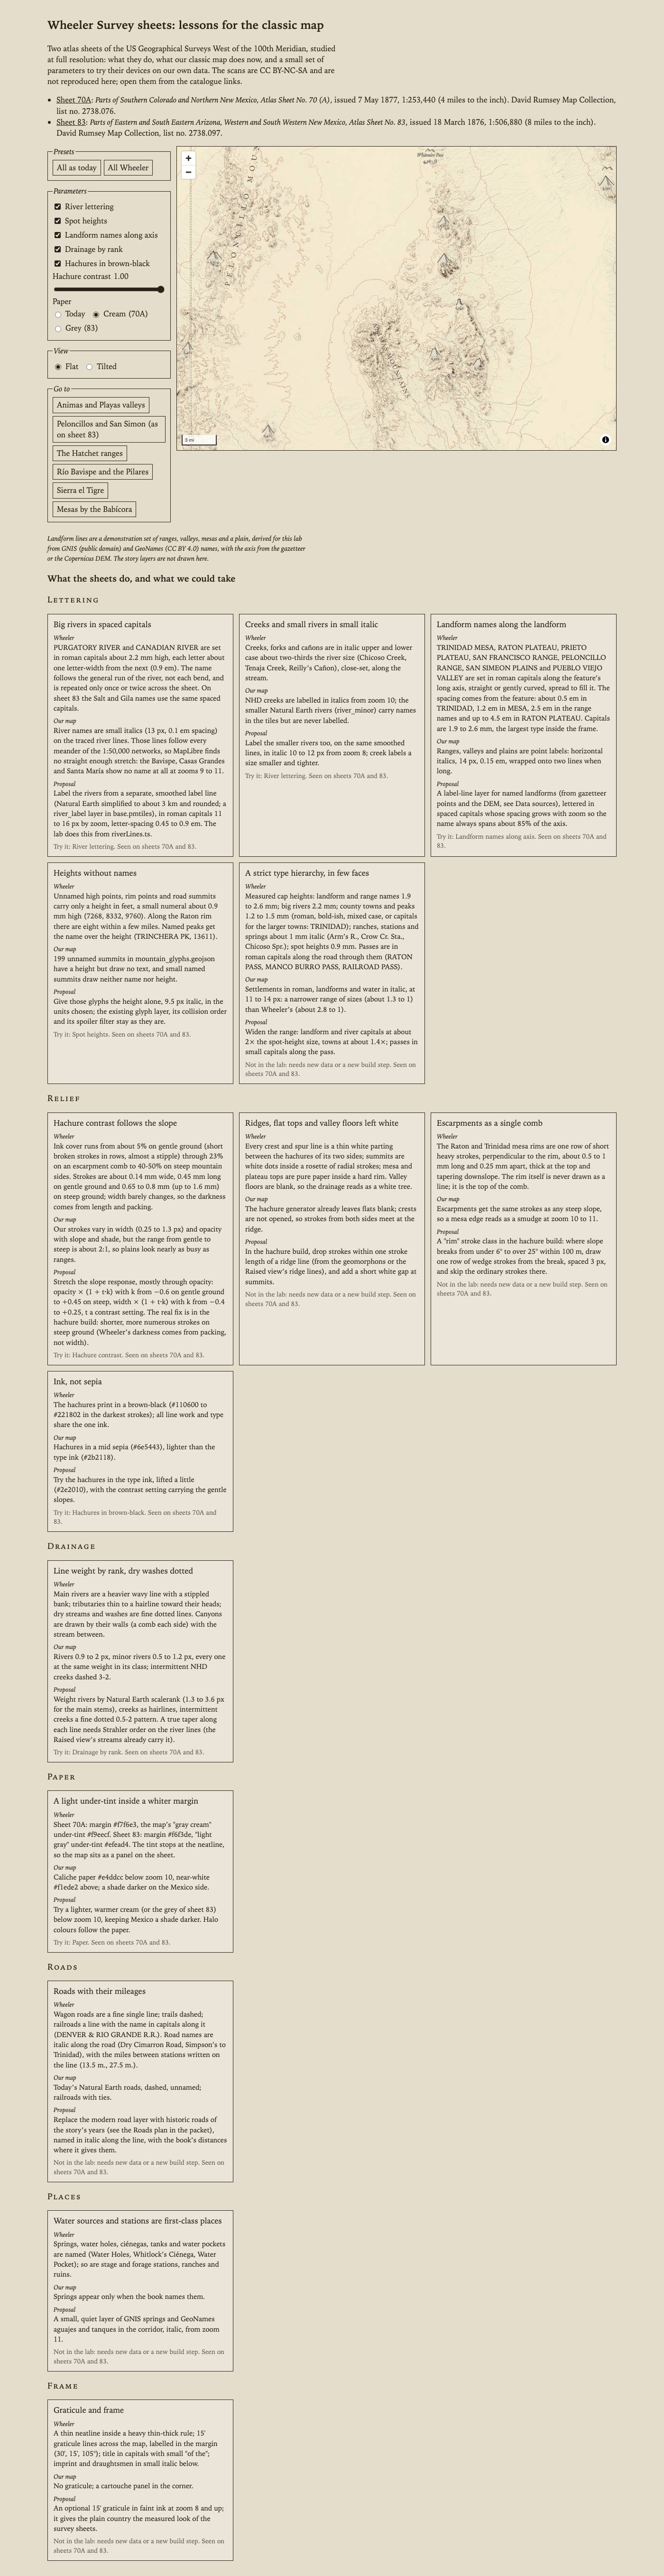 Wheeler Survey sheets: lessons for the classic map
Two atlas sheets of the US Geographical Surveys West of the 100th Meridian, studied
at full resolution: what they do, what our classic map does now, and a small set of
parameters to try their devices on our own data. The scans are CC BY-NC-SA and are
not reproduced here; open them from the catalogue links.
Sheet 70A: Parts of Southern Colorado and Northern New Mexico, Atlas Sheet No. 70 (A), issued 7 May 1877, 1:253,440 (4 miles to the inch). David Rumsey Map Collection,
list no. 2738.076.
Sheet 83: Parts of Eastern and South Eastern Arizona, Western and South Western New Mexico, Atlas Sheet No. 83, issued 18 March 1876, 1:506,880 (8 miles to the inch).
David Rumsey Map Collection, list no. 2738.097.
Presets
All as today
All Wheeler
Parameters
River lettering
Spot heights
Landform names along axis
Drainage by rank
Hachures in brown-black
Hachure contrast 1.00
Paper
Today
Cream (70A)
Grey (83)
View
Flat
Tilted
Go to
Animas and Playas valleys
Peloncillos and San Simon (as
on sheet 83)
The Hatchet ranges
Río Bavispe and the Pilares
Sierra el Tigre
Mesas by the Babícora
+
−
3 mi
Landform lines are a demonstration set of ranges, valleys, mesas and a plain, derived for this lab
from GNIS (public domain) and GeoNames (CC BY 4.0) names, with the axis from the gazetteer
or the Copernicus DEM. The story layers are not drawn here.
What the sheets do, and what we could take
Lettering
Big rivers in spaced capitals
Wheeler
PURGATORY RIVER and CANADIAN RIVER are set
in roman capitals about 2.2 mm high, each letter about
one letter-width from the next (0.9 em). The name
follows the general run of the river, not each bend, and
is repeated only once or twice across the sheet. On
sheet 83 the Salt and Gila names use the same spaced
capitals.
Our map
River names are small italics (13 px, 0.1 em spacing)
on the traced river lines. Those lines follow every
meander of the 1:50,000 networks, so MapLibre finds
no straight enough stretch: the Bavispe, Casas Grandes
and Santa María show no name at all at zooms 9 to 11.
Proposal
Label the rivers from a separate, smoothed label line
(Natural Earth simplified to about 3 km and rounded; a
river_label layer in base.pmtiles), in roman capitals 11
to 16 px by zoom, letter-spacing 0.45 to 0.9 em. The
lab does this from riverLines.ts.
Try it: River lettering. Seen on sheets 70A and 83.
Creeks and small rivers in small italic
Wheeler
Creeks, forks and cañons are in italic upper and lower
case about two-thirds the river size (Chicoso Creek,
Tenaja Creek, Reilly's Cañon), close-set, along the
stream.
Our map
NHD creeks are labelled in italics from zoom 10; the
smaller Natural Earth rivers (river_minor) carry names
in the tiles but are never labelled.
Proposal
Label the smaller rivers too, on the same smoothed
lines, in italic 10 to 12 px from zoom 8; creek labels a
size smaller and tighter.
Try it: River lettering. Seen on sheets 70A and 83.
Landform names along the landform
Wheeler
TRINIDAD MESA, RATON PLATEAU, PRIETO
PLATEAU, SAN FRANCISCO RANGE, PELONCILLO
RANGE, SAN SIMEON PLAINS and PUEBLO VIEJO
VALLEY are set in roman capitals along the feature's
long axis, straight or gently curved, spread to fill it. The
spacing comes from the feature: about 0.5 em in
TRINIDAD, 1.2 em in MESA, 2.5 em in the range
names and up to 4.5 em in RATON PLATEAU. Capitals
are 1.9 to 2.6 mm, the largest type inside the frame.
Our map
Ranges, valleys and plains are point labels: horizontal
italics, 14 px, 0.15 em, wrapped onto two lines when
long.
Proposal
A label-line layer for named landforms (from gazetteer
points and the DEM, see Data sources), lettered in
spaced capitals whose spacing grows with zoom so the
name always spans about 85% of the axis.
Try it: Landform names along axis. Seen on sheets 70A and
83.
Heights without names
Wheeler
Unnamed high points, rim points and road summits
carry only a height in feet, a small numeral about 0.9
mm high (7268, 8332, 9760). Along the Raton rim
there are eight within a few miles. Named peaks get
the name over the height (TRINCHERA PK, 13611).
Our map
199 unnamed summits in mountain_glyphs.geojson
have a height but draw no text, and small named
summits draw neither name nor height.
Proposal
Give those glyphs the height alone, 9.5 px italic, in the
units chosen; the existing glyph layer, its collision order
and its spoiler filter stay as they are.
Try it: Spot heights. Seen on sheets 70A and 83.
A strict type hierarchy, in few faces
Wheeler
Measured cap heights: landform and range names 1.9
to 2.6 mm; big rivers 2.2 mm; county towns and peaks
1.2 to 1.5 mm (roman, bold-ish, mixed case, or capitals
for the larger towns: TRINIDAD); ranches, stations and
springs about 1 mm italic (Arm's R., Crow Cr. Sta.,
Chicoso Spr.); spot heights 0.9 mm. Passes are in
roman capitals along the road through them (RATON
PASS, MANCO BURRO PASS, RAILROAD PASS).
Our map
Settlements in roman, landforms and water in italic, at
11 to 14 px: a narrower range of sizes (about 1.3 to 1)
than Wheeler's (about 2.8 to 1).
Proposal
Widen the range: landform and river capitals at about
2× the spot-height size, towns at about 1.4×; passes in
small capitals along the pass.
Not in the lab: needs new data or a new build step. Seen on
sheets 70A and 83.
Relief
Hachure contrast follows the slope
Wheeler
Ink cover runs from about 5% on gentle ground (short
broken strokes in rows, almost a stipple) through 23%
on an escarpment comb to 40-50% on steep mountain
sides. Strokes are about 0.14 mm wide, 0.45 mm long
on gentle ground and 0.65 to 0.8 mm (up to 1.6 mm)
on steep ground; width barely changes, so the darkness
comes from length and packing.
Our map
Our strokes vary in width (0.25 to 1.3 px) and opacity
with slope and shade, but the range from gentle to
steep is about 2:1, so plains look nearly as busy as
ranges.
Proposal
Stretch the slope response, mostly through opacity:
opacity × (1 + t·k) with k from −0.6 on gentle ground
to +0.45 on steep, width × (1 + t·k) with k from −0.4
to +0.25, t a contrast setting. The real fix is in the
hachure build: shorter, more numerous strokes on
steep ground (Wheeler's darkness comes from packing,
not width).
Try it: Hachure contrast. Seen on sheets 70A and 83.
Ridges, flat tops and valley floors left white
Wheeler
Every crest and spur line is a thin white parting
between the hachures of its two sides; summits are
white dots inside a rosette of radial strokes; mesa and
plateau tops are pure paper inside a hard rim. Valley
floors are blank, so the drainage reads as a white tree.
Our map
The hachure generator already leaves flats blank; crests
are not opened, so strokes from both sides meet at the
ridge.
Proposal
In the hachure build, drop strokes within one stroke
length of a ridge line (from the geomorphons or the
Raised view's ridge lines), and add a short white gap at
summits.
Not in the lab: needs new data or a new build step. Seen on
sheets 70A and 83.
Escarpments as a single comb
Wheeler
The Raton and Trinidad mesa rims are one row of short
heavy strokes, perpendicular to the rim, about 0.5 to 1
mm long and 0.25 mm apart, thick at the top and
tapering downslope. The rim itself is never drawn as a
line; it is the top of the comb.
Our map
Escarpments get the same strokes as any steep slope,
so a mesa edge reads as a smudge at zoom 10 to 11.
Proposal
A "rim" stroke class in the hachure build: where slope
breaks from under 6° to over 25° within 100 m, draw
one row of wedge strokes from the break, spaced 3 px,
and skip the ordinary strokes there.
Not in the lab: needs new data or a new build step. Seen on
sheets 70A and 83.
Ink, not sepia
Wheeler
The hachures print in a brown-black (#110600 to
#221802 in the darkest strokes); all line work and type
share the one ink.
Our map
Hachures in a mid sepia (#6e5443), lighter than the
type ink (#2b2118).
Proposal
Try the hachures in the type ink, lifted a little
(#2e2010), with the contrast setting carrying the gentle
slopes.
Try it: Hachures in brown-black. Seen on sheets 70A and
83.
Drainage
Line weight by rank, dry washes dotted
Wheeler
Main rivers are a heavier wavy line with a stippled
bank; tributaries thin to a hairline toward their heads;
dry streams and washes are fine dotted lines. Canyons
are drawn by their walls (a comb each side) with the
stream between.
Our map
Rivers 0.9 to 2 px, minor rivers 0.5 to 1.2 px, every one
at the same weight in its class; intermittent NHD
creeks dashed 3-2.
Proposal
Weight rivers by Natural Earth scalerank (1.3 to 3.6 px
for the main stems), creeks as hairlines, intermittent
creeks a fine dotted 0.5-2 pattern. A true taper along
each line needs Strahler order on the river lines (the
Raised view's streams already carry it).
Try it: Drainage by rank. Seen on sheets 70A and 83.
Paper
A light under-tint inside a whiter margin
Wheeler
Sheet 70A: margin #f7f6e3, the map's "gray cream"
under-tint #f9eecf. Sheet 83: margin #f6f3de, "light
gray" under-tint #efead4. The tint stops at the neatline,
so the map sits as a panel on the sheet.
Our map
Caliche paper #e4ddcc below zoom 10, near-white
#f1ede2 above; a shade darker on the Mexico side.
Proposal
Try a lighter, warmer cream (or the grey of sheet 83)
below zoom 10, keeping Mexico a shade darker. Halo
colours follow the paper.
Try it: Paper. Seen on sheets 70A and 83.
Roads
Roads with their mileages
Wheeler
Wagon roads are a fine single line; trails dashed;
railroads a line with the name in capitals along it
(DENVER & RIO GRANDE R.R.). Road names are
italic along the road (Dry Cimarron Road, Simpson's to
Trinidad), with the miles between stations written on
the line (13.5 m., 27.5 m.).
Our map
Today's Natural Earth roads, dashed, unnamed;
railroads with ties.
Proposal
Replace the modern road layer with historic roads of
the story's years (see the Roads plan in the packet),
named in italic along the line, with the book's distances
where it gives them.
Not in the lab: needs new data or a new build step. Seen on
sheets 70A and 83.
Places
Water sources and stations are first-class places
Wheeler
Springs, water holes, ciénegas, tanks and water pockets
are named (Water Holes, Whitlock's Ciénega, Water
Pocket); so are stage and forage stations, ranches and
ruins.
Our map
Springs appear only when the book names them.
Proposal
A small, quiet layer of GNIS springs and GeoNames
aguajes and tanques in the corridor, italic, from zoom
11.
Not in the lab: needs new data or a new build step. Seen on
sheets 70A and 83.
Frame
Graticule and frame
Wheeler
A thin neatline inside a heavy thin-thick rule; 15'
graticule lines across the map, labelled in the margin
(30', 15', 105°); title in capitals with small "of the";
imprint and draughtsmen in small italic below.
Our map
No graticule; a cartouche panel in the corner.
Proposal
An optional 15' graticule in faint ink at zoom 8 and up;
it gives the plain country the measured look of the
survey sheets.
Not in the lab: needs new data or a new build step. Seen on
sheets 70A and 83.